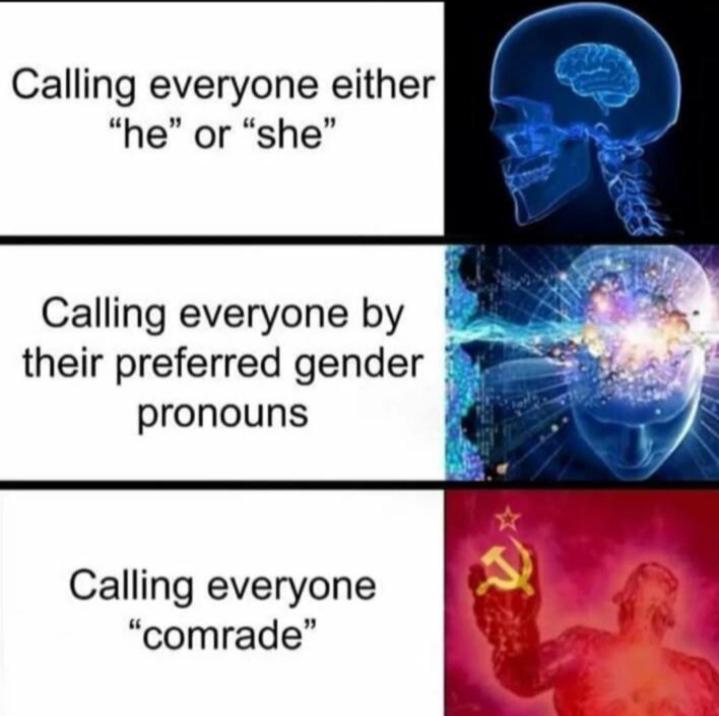 Calling everyone either
“he” or “she”
Calling everyone by
their preferred gender
pronouns
Calling everyone
“comrade”